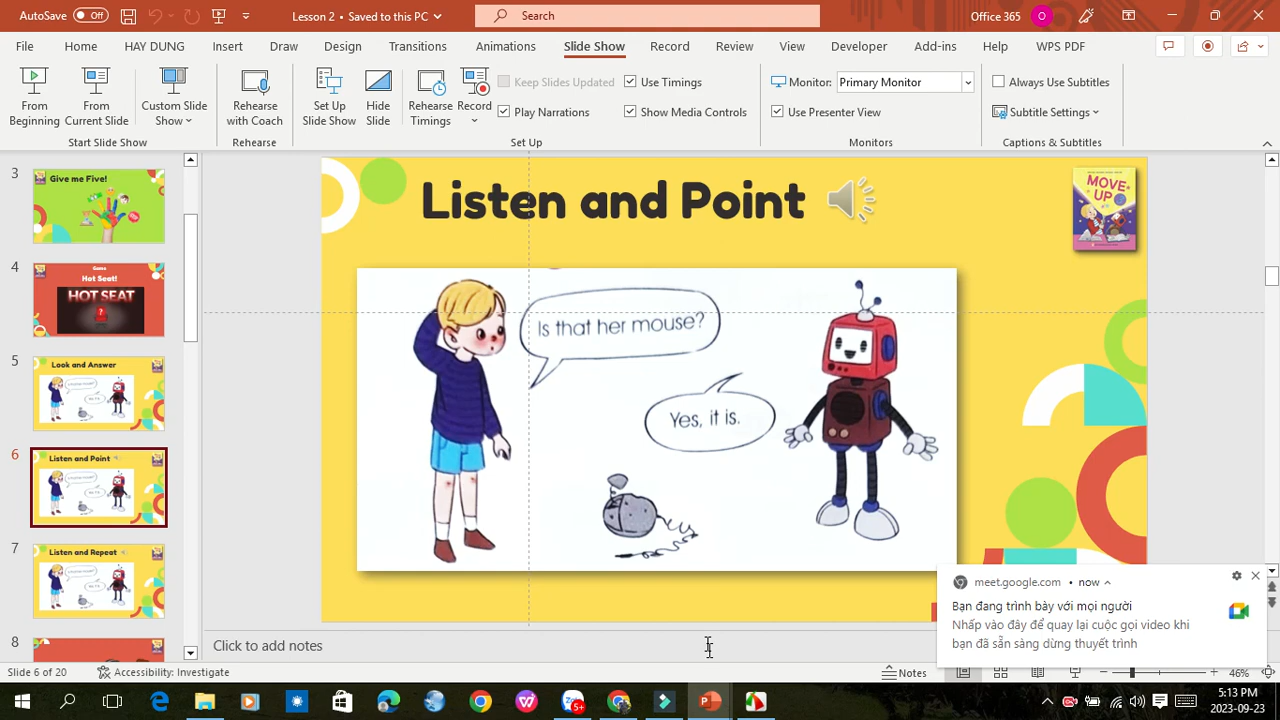 AutoSave Off Lesson 2 • Saved to this PC Search Office 365 O
File Home HAY DUNG Insert Draw Design Transitions Animations Slide Show Record Review View Developer Add-ins Help WPS PDF
From Beginning
From Current Slide
Custom Slide Show
Rehearse with Coach
Set Up Slide Show
Hide Slide
Rehearse Timings
Record
Keep Slides Updated
Play Narrations
Use Timings
Show Media Controls
Monitor: Primary Monitor
Use Presenter View
Always Use Subtitles
Subtitle Settings
Start Slide Show Rehearse Set Up Monitors Captions & Subtitles
3
Give me Five!
4
Game
Hot Seat!
HOT SEAT
5
Look and Answer
6
Listen and Point
7
Listen and Repeat
8
Listen and Point
MOVE UP
Is that her mouse?
Yes, it is.
meet.google.com • now
Bạn đang trình bày với mọi người
Nhấp vào đây để quay lại cuộc gọi video khi
bạn đã sẵn sàng dừng thuyết trình
Click to add notes
Slide 6 of 20 Accessibility: Investigate Notes 46%
5+
5:13 PM
2023-09-23